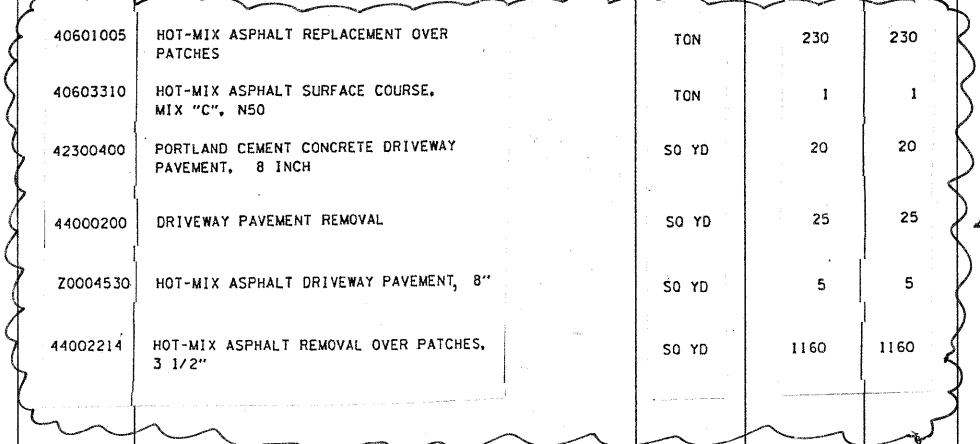 40601005 HOT-MIX ASPHALT REPLACEMENT OVER TON 230 230
PATCHES
40603310 HOT-MIX ASPHALT SURFACE COURSE, TON 1 1
MIX "C", N50
42300400 PORTLAND CEMENT CONCRETE DRIVEWAY SQ YD 20 20
PAVEMENT, 8 INCH
44000200 DRIVEWAY PAVEMENT REMOVAL SQ YD 25 25
Z0004530 HOT-MIX ASPHALT DRIVEWAY PAVEMENT, 8" SQ YD 5 5
44002214 HOT-MIX ASPHALT REMOVAL OVER PATCHES, SQ YD 1160 1160
3 1/2"